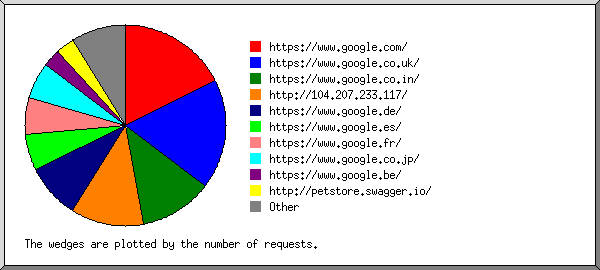 https://www.google.com/
https://www.google.co.uk/
https://www.google.co.in/
http://104.207.233.117/
https://www.google.de/
https://www.google.es/
https://www.google.fr/
https://www.google.co.jp/
https://www.google.be/
http://petstore.swagger.io/
Other
The wedges are plotted by the number of requests.